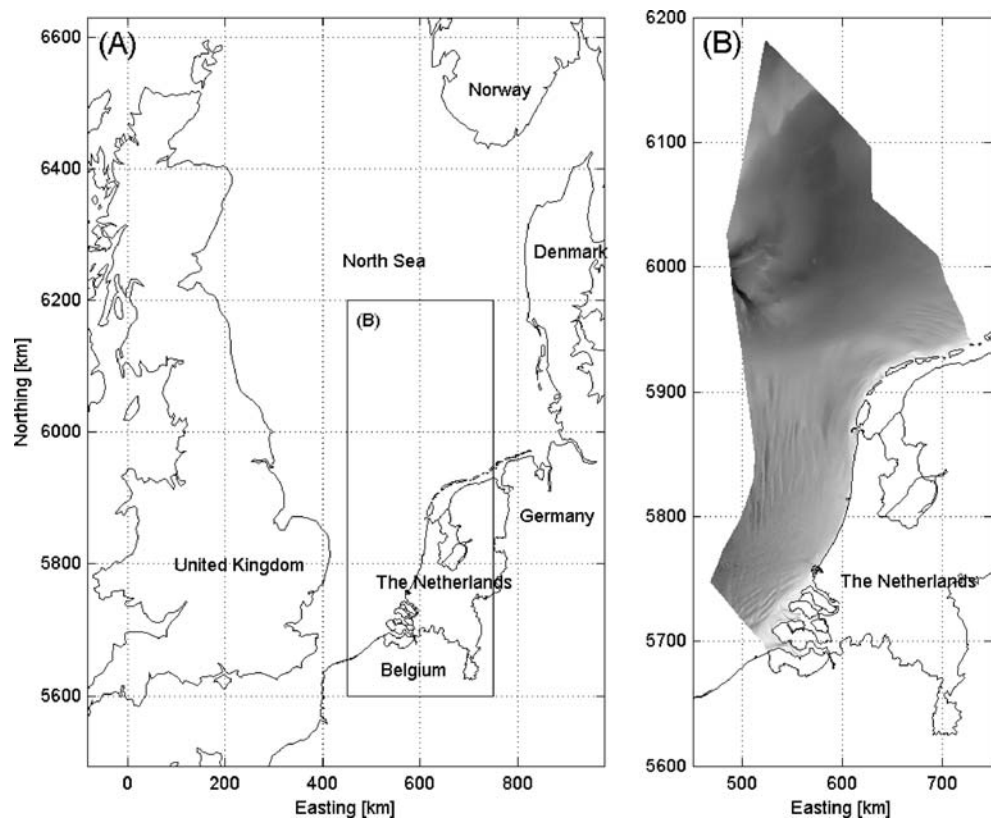 (A)
6600
Norway
6400
Denmark
North Sea
6200
(B)
Northing [km]
6000
Germany
5800
United Kingdom
The Netherlands
Belgium
5600
0 200 400 600 800
Easting [km]
6200
(B)
6100
6000
5900
5800
The Netherlands
5700
5600
500 600 700
Easting [km]